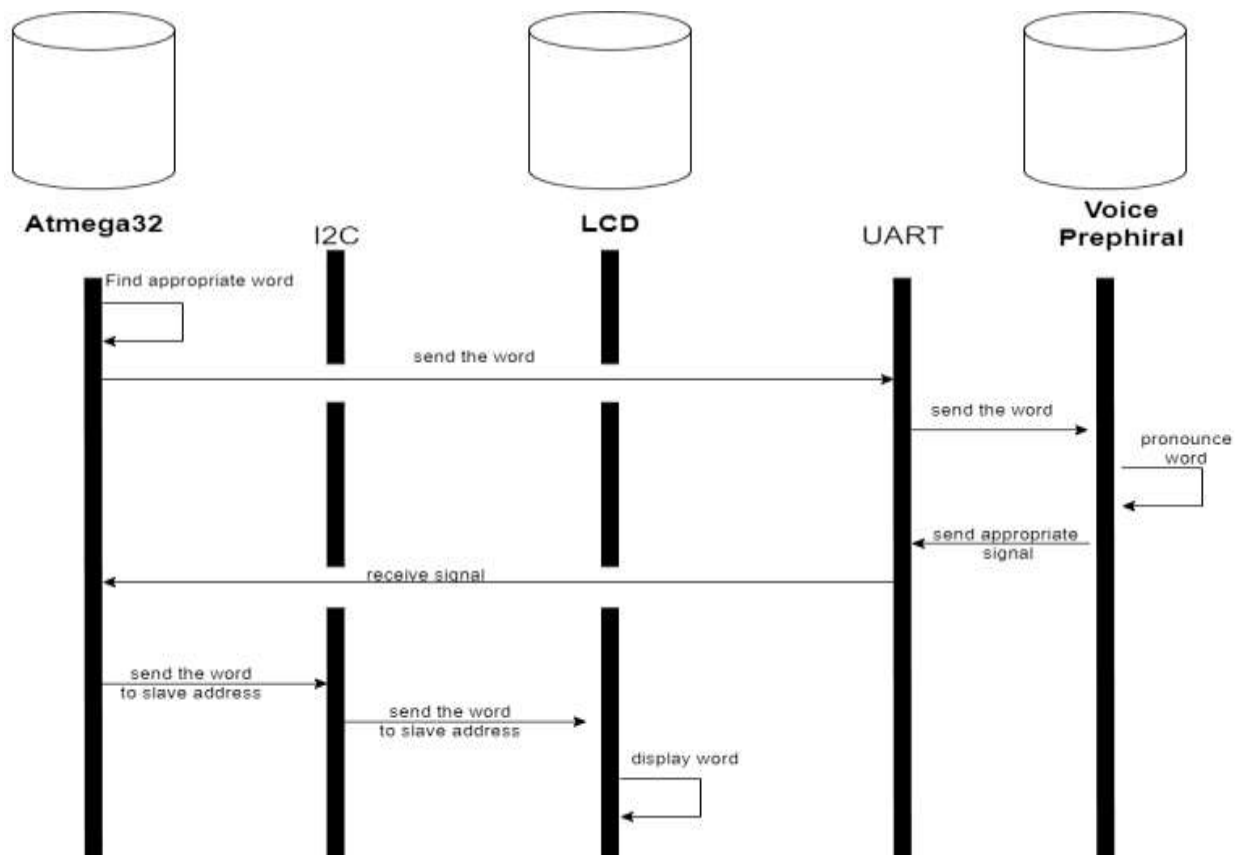 Atmega32
I2C
LCD
UART
Voice
Prephiral
Find appropriate word
send the word
send the word
pronounce
word
send appropriate
signal
receive signal
send the word
to slave address
send the word
to slave address
display word